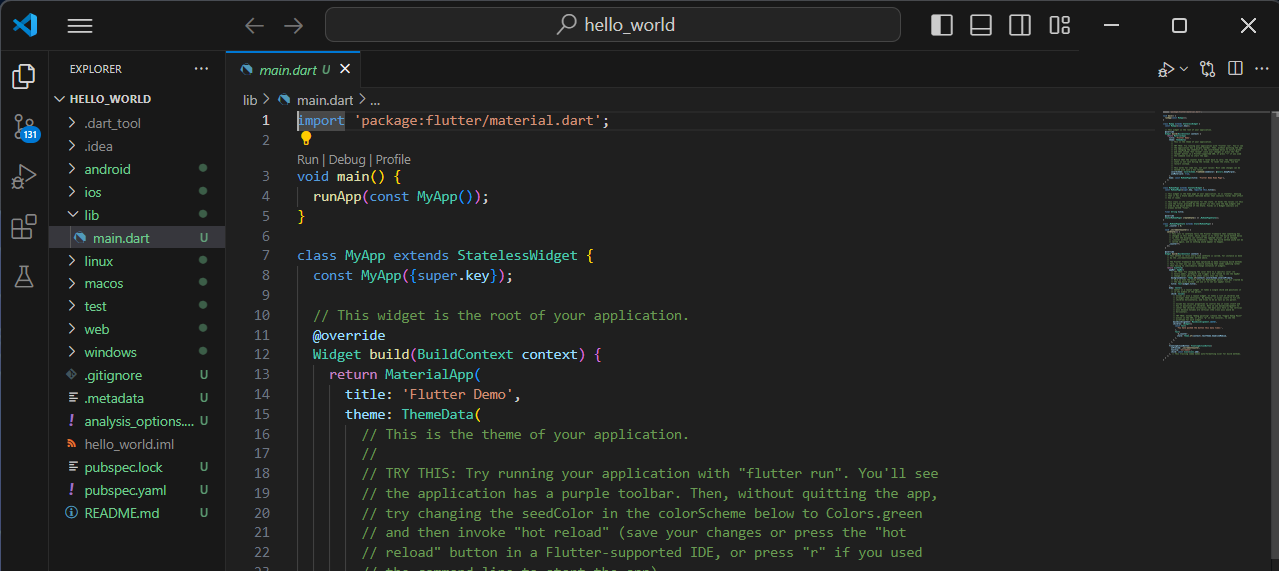 hello_world
EXPLORER
HELLO_WORLD
.dart_tool
.idea
android
ios
lib
main.dart U
linux
macos
test
web
windows
.gitignore U
.metadata U
analysis_options.... U
hello_world.iml
pubspec.lock U
pubspec.yaml U
README.md U
131
main.dart U
lib > main.dart > ...
1 import 'package:flutter/material.dart';
2
Run | Debug | Profile
3 void main() {
4 runApp(const MyApp());
5 }
6
7 class MyApp extends StatelessWidget {
8 const MyApp({super.key});
9
10 // This widget is the root of your application.
11 @override
12 Widget build(BuildContext context) {
13 return MaterialApp(
14 title: 'Flutter Demo',
15 theme: ThemeData(
16 // This is the theme of your application.
17 //
18 // TRY THIS: Try running your application with "flutter run". You'll see
19 // the application has a purple toolbar. Then, without quitting the app,
20 // try changing the seedColor in the colorScheme below to Colors.green
21 // and then invoke "hot reload" (save your changes or press the "hot
22 // reload" button in a Flutter-supported IDE, or press "r" if you used
23 // the command line to start the app)